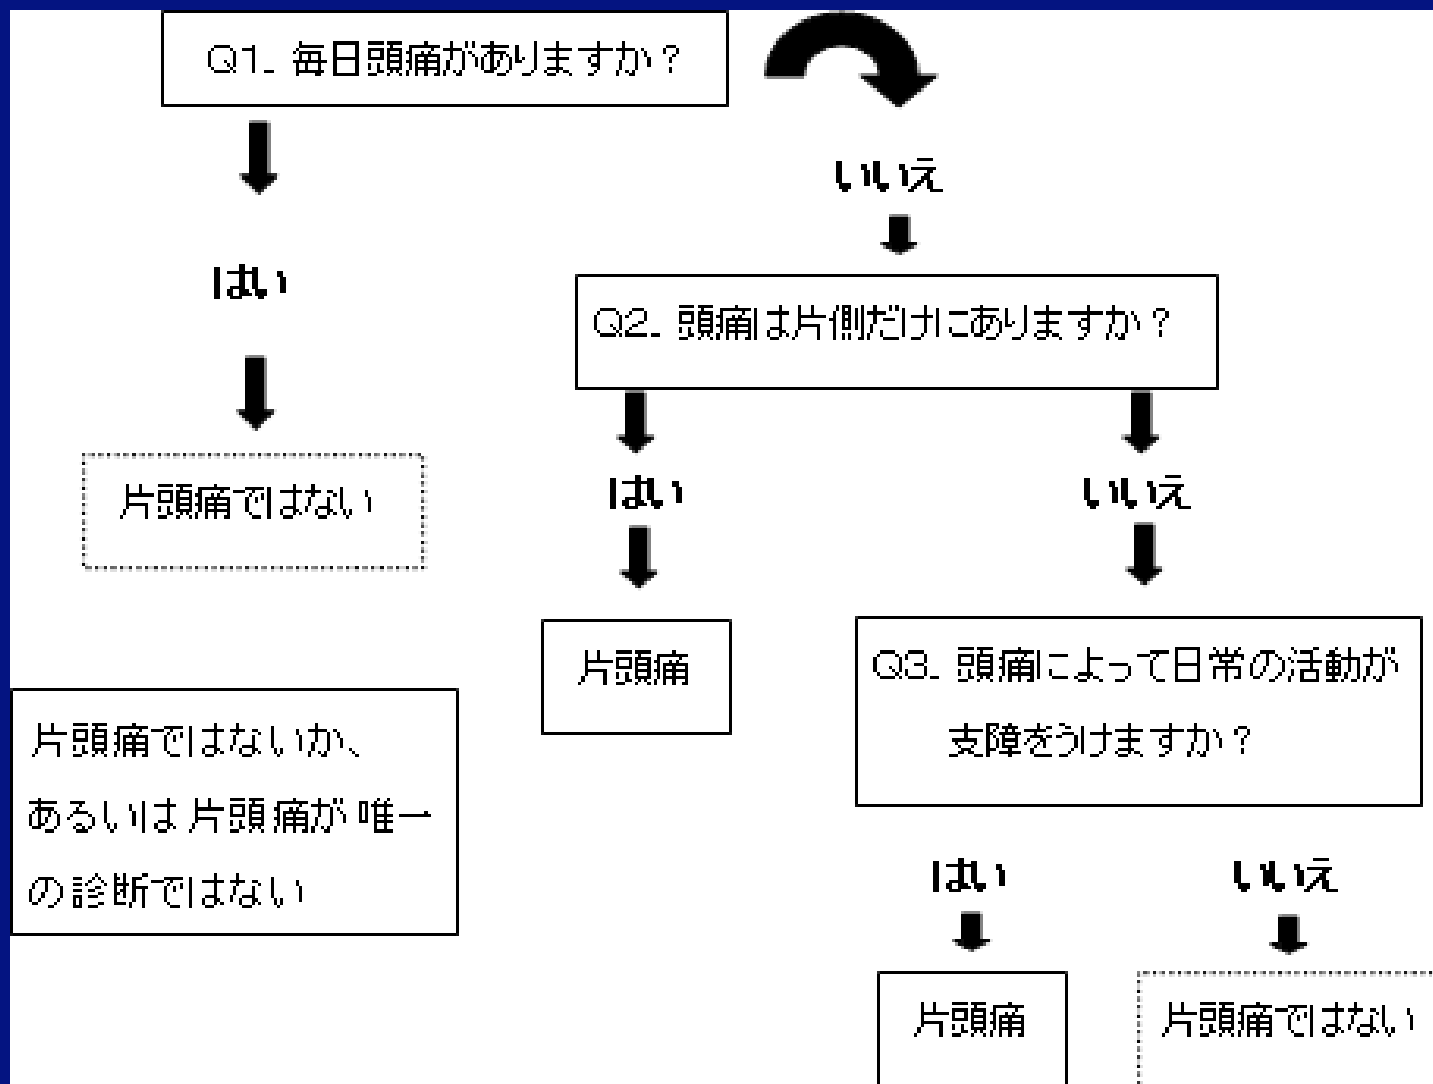 Q1. 毎日頭痛がありますか？
いいえ
はい
Q2. 頭痛は片側だけにありますか？
片頭痛ではない
はい
いいえ
片頭痛
Q3. 頭痛によって日常の活動が
支障をうけますか？
片頭痛ではないか、
あるいは片頭痛が唯一
の診断ではない
はい
いいえ
片頭痛
片頭痛ではない